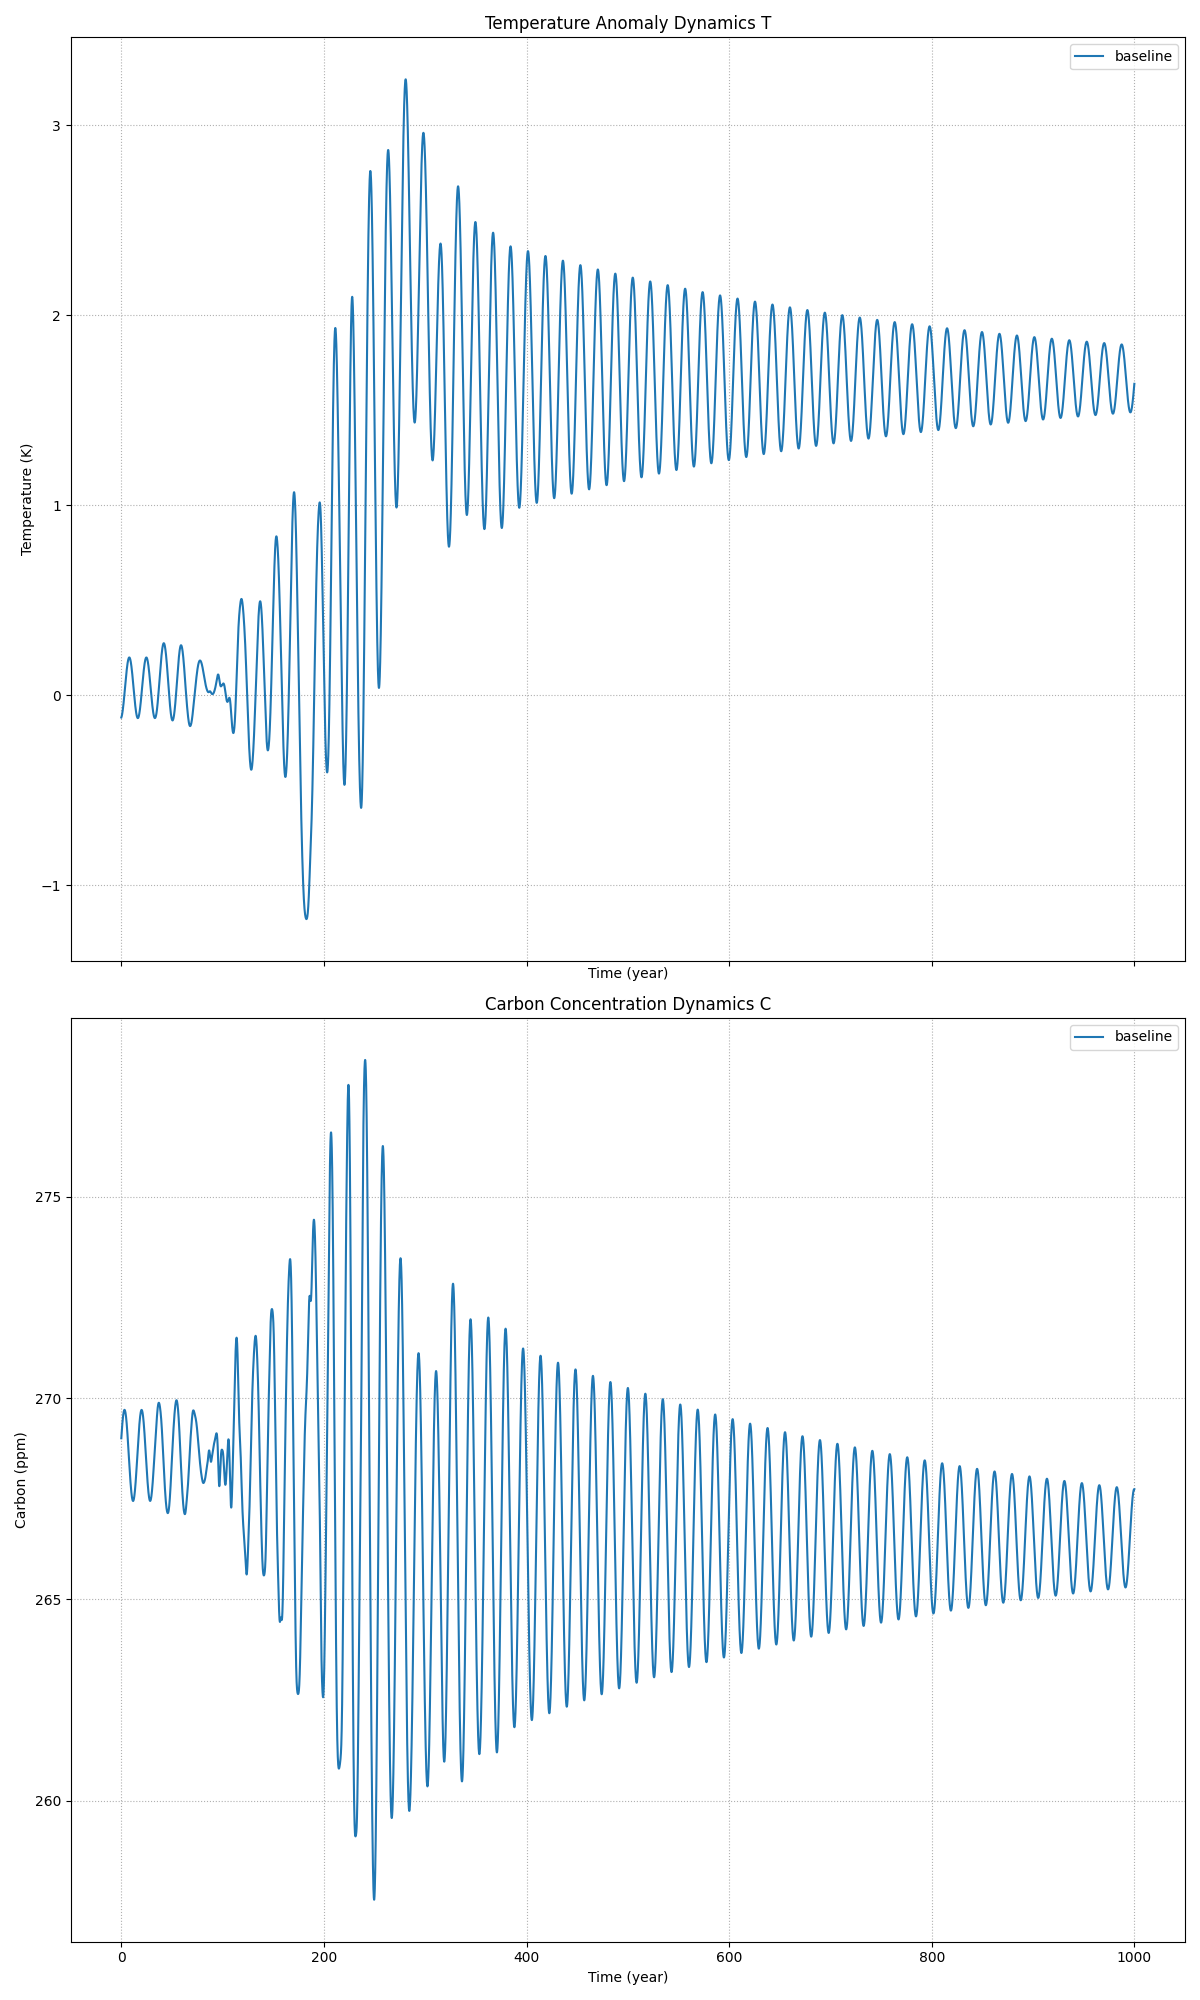 Temperature Anomaly Dynamics T
baseline
3
2
1
0
−1
Temperature (K)
Time (year)
Carbon Concentration Dynamics C
baseline
275
270
265
260
Carbon (ppm)
0 200 400 600 800 1000
Time (year)